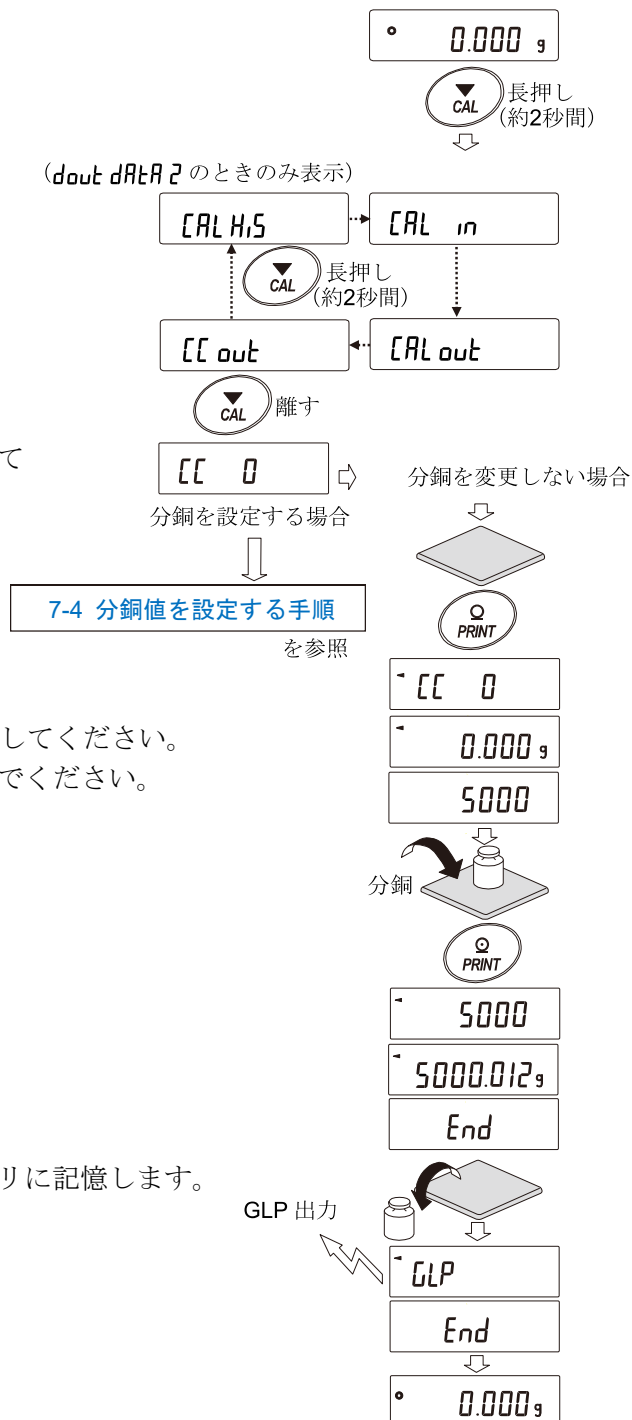 0.000 g
CAL
長押し
(約2秒間)
(dout dAtA 2 のときのみ表示)
CAL HiS
CAL in
CAL
長押し
(約2秒間)
CC out
CAL out
CAL
離す
て
CC 0
分銅を変更しない場合
分銅を設定する場合
7-4 分銅値を設定する手順
を参照
PRINT
CC 0
してください。
0.000 g
でください。
5000
分銅
PRINT
5000
5000.012 g
End
リに記憶します。
GLP 出力
GLP
End
0.000 g